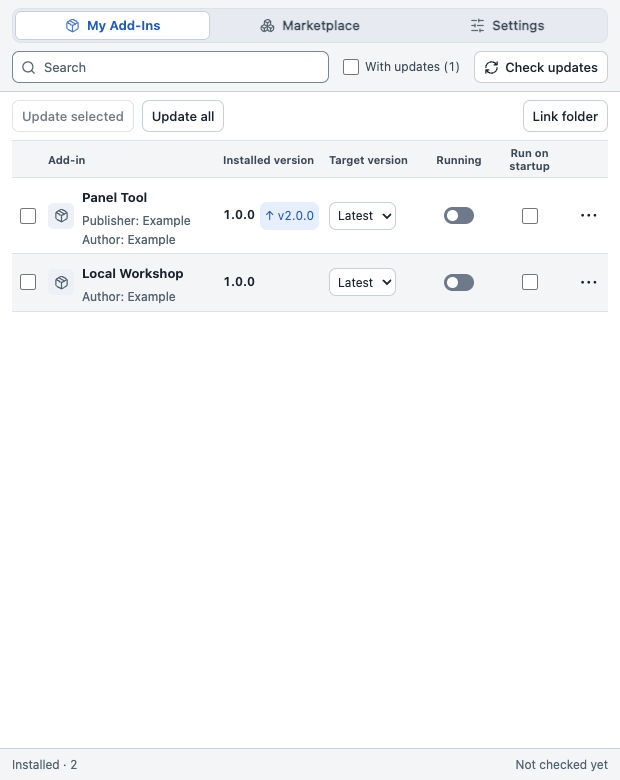 My Add-Ins
Marketplace
Settings
Search
With updates (1)
Check updates
Update selected
Update all
Link folder
Add-in
Installed version
Target version
Running
Run on
startup
Panel Tool
Publisher: Example
Author: Example
1.0.0
↑ v2.0.0
Latest
Local Workshop
Author: Example
1.0.0
Latest
Installed · 2
Not checked yet